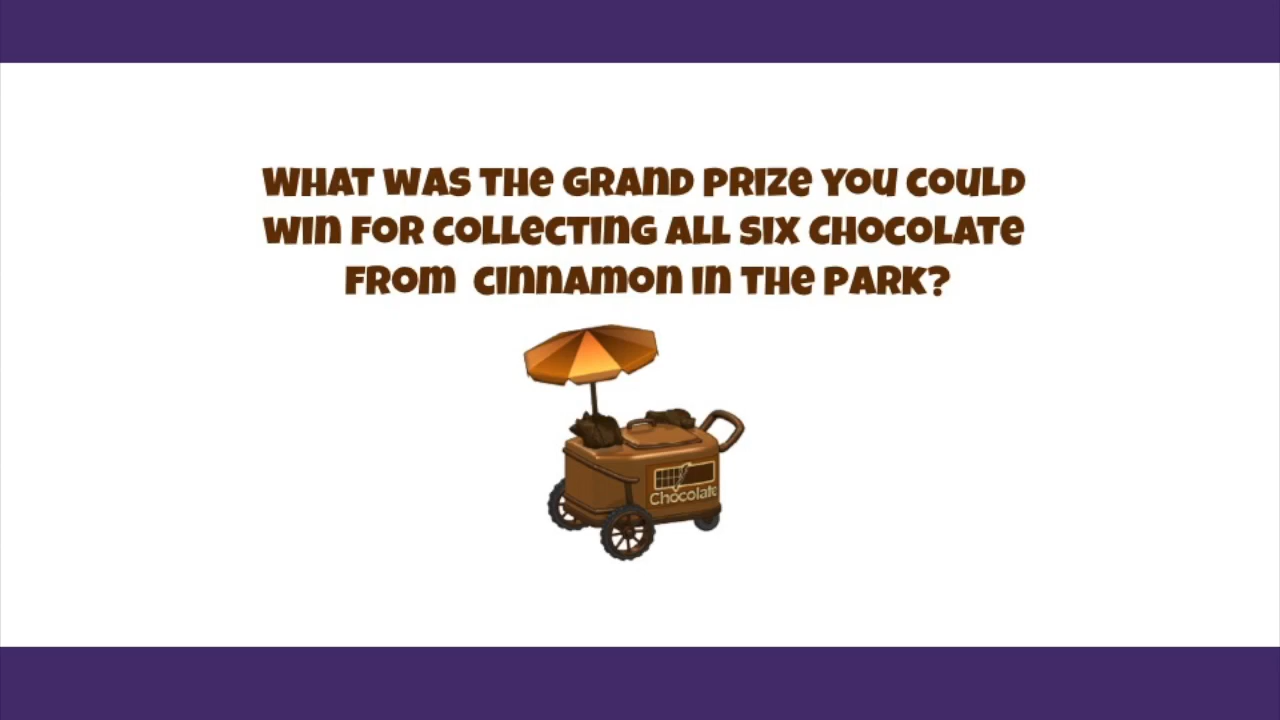 WHAT WAS THE GRAND PRIZE YOU COULD
WIN FOR COLLECTING ALL SIX CHOCOLATE
FROM CINNAMON IN THE PARK?
Chocolate